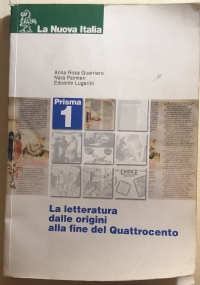 La Nuova Italia
Anna Rosa Guerriero
Nara Palmieri
Edoardo Lugarini
Prisma
1
La letteratura
dalle origini
alla fine del Quattrocento